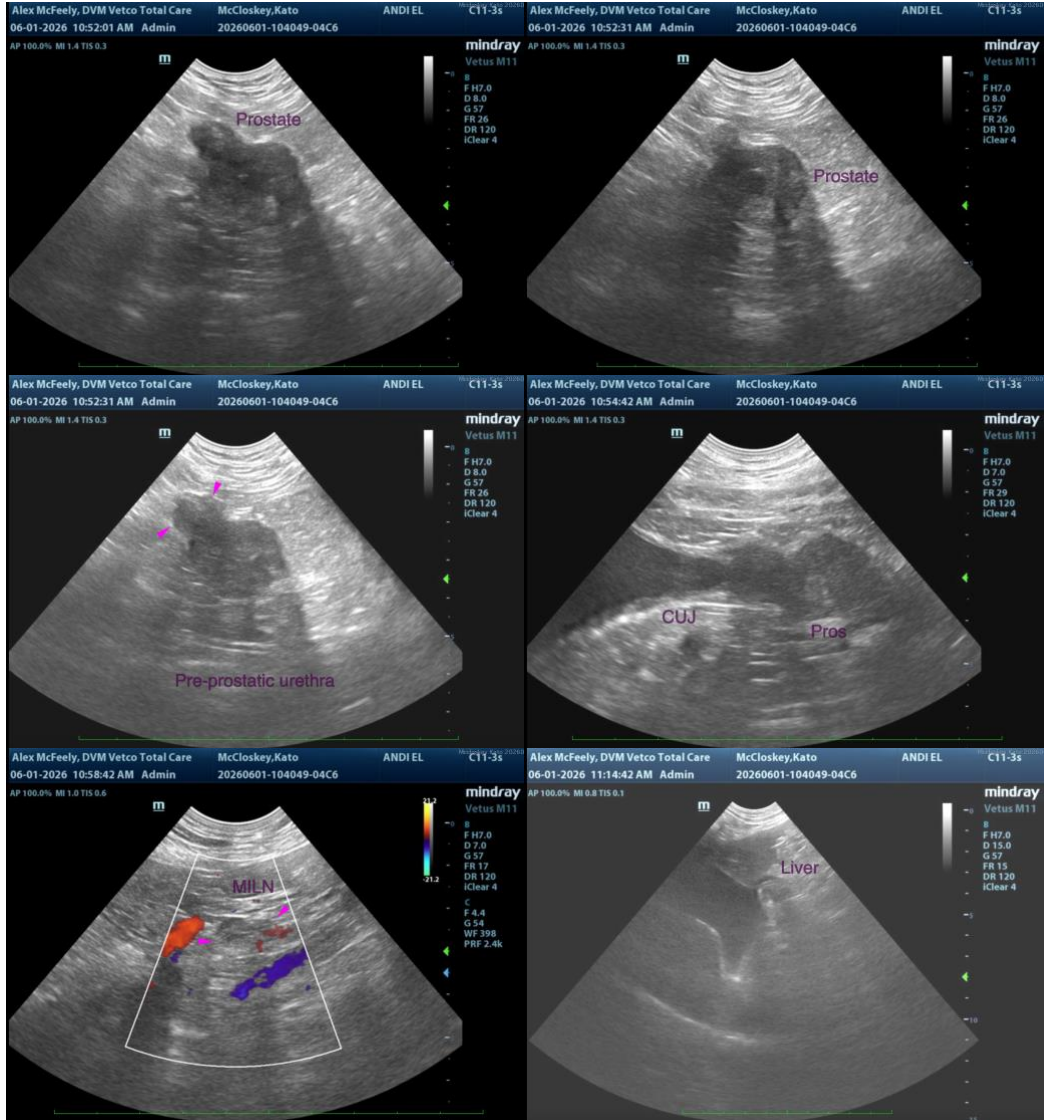 Alex McFeely, DVM Vetco Total Care McCloskey,Kato ANDI EL C11-3s
06-01-2026 10:52:01 AM Admin 20260601-104049-04C6
AP 100.0% MI 1.4 TIS 0.3
mindray
Vetus M11
m
0
B
F H7.0
D 8.0
G 57
FR 26
DR 120
iClear 4
Prostate
5
Alex McFeely, DVM Vetco Total Care McCloskey,Kato ANDI EL C11-3s
06-01-2026 10:52:31 AM Admin 20260601-104049-04C6
AP 100.0% MI 1.4 TIS 0.3
mindray
Vetus M11
m
0
B
F H7.0
D 8.0
G 57
FR 26
DR 120
iClear 4
Prostate
5
Alex McFeely, DVM Vetco Total Care McCloskey,Kato ANDI EL C11-3s
06-01-2026 10:52:31 AM Admin 20260601-104049-04C6
AP 100.0% MI 1.4 TIS 0.3
mindray
Vetus M11
m
0
B
F H7.0
D 8.0
G 57
FR 26
DR 120
iClear 4
5
Pre-prostatic urethra
Alex McFeely, DVM Vetco Total Care McCloskey,Kato ANDI EL C11-3s
06-01-2026 10:54:42 AM Admin 20260601-104049-04C6
AP 100.0% MI 1.4 TIS 0.3
mindray
Vetus M11
m
0
B
F H7.0
D 7.0
G 57
FR 29
DR 120
iClear 4
CUJ
Pros
Alex McFeely, DVM Vetco Total Care McCloskey,Kato ANDI EL C11-3s
06-01-2026 10:58:42 AM Admin 20260601-104049-04C6
AP 100.0% MI 1.0 TIS 0.6
mindray
Vetus M11
m
21.2
-21.2
0
B
F H7.0
D 7.0
G 57
FR 17
DR 120
iClear 4
C
F 4.4
G 54
WF 398
PRF 2.4k
MILN
Alex McFeely, DVM Vetco Total Care McCloskey,Kato ANDI EL C11-3s
06-01-2026 11:14:42 AM Admin 20260601-104049-04C6
AP 100.0% MI 0.8 TIS 0.1
mindray
Vetus M11
m
0
B
F H7.0
D 15.0
G 57
FR 15
DR 120
iClear 4
Liver
5
10